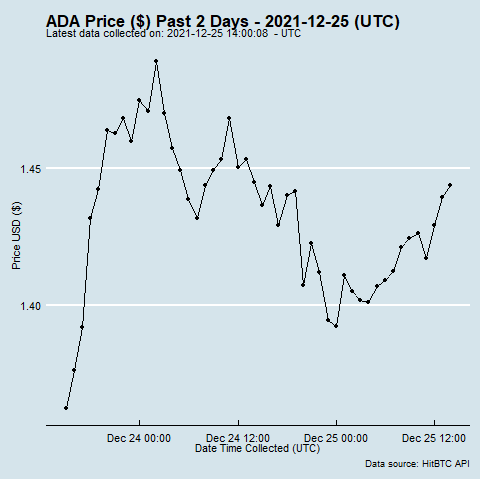 ADA Price ($) Past 2 Days - 2021-12-25 (UTC)
Latest data collected on: 2021-12-25 14:00:08 - UTC
1.45
1.40
Price USD ($)
Dec 24 00:00 Dec 24 12:00 Dec 25 00:00 Dec 25 12:00
Date Time Collected (UTC)
Data source: HitBTC API